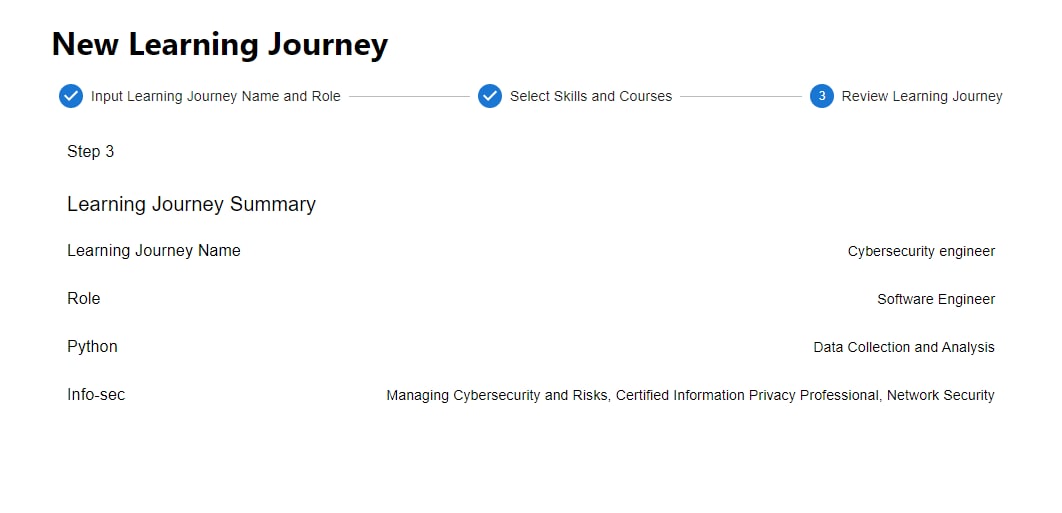 New Learning Journey
Input Learning Journey Name and Role Select Skills and Courses 3 Review Learning Journey
Step 3
Learning Journey Summary
Learning Journey Name Cybersecurity engineer
Role Software Engineer
Python Data Collection and Analysis
Info-sec Managing Cybersecurity and Risks, Certified Information Privacy Professional, Network Security